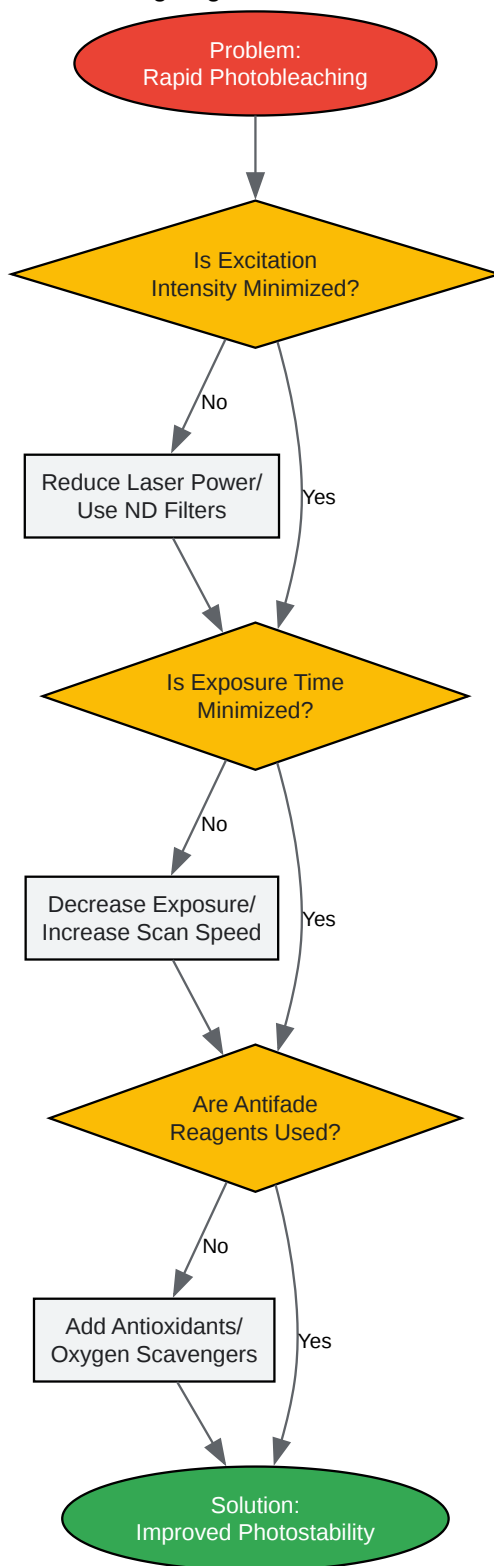 Problem:
Rapid Photobleaching
Is Excitation
Intensity Minimized?
No
Reduce Laser Power/
Use ND Filters
Yes
Is Exposure Time
Minimized?
No
Decrease Exposure/
Increase Scan Speed
Yes
Are Antifade
Reagents Used?
No
Add Antioxidants/
Oxygen Scavengers
Yes
Solution:
Improved Photostability